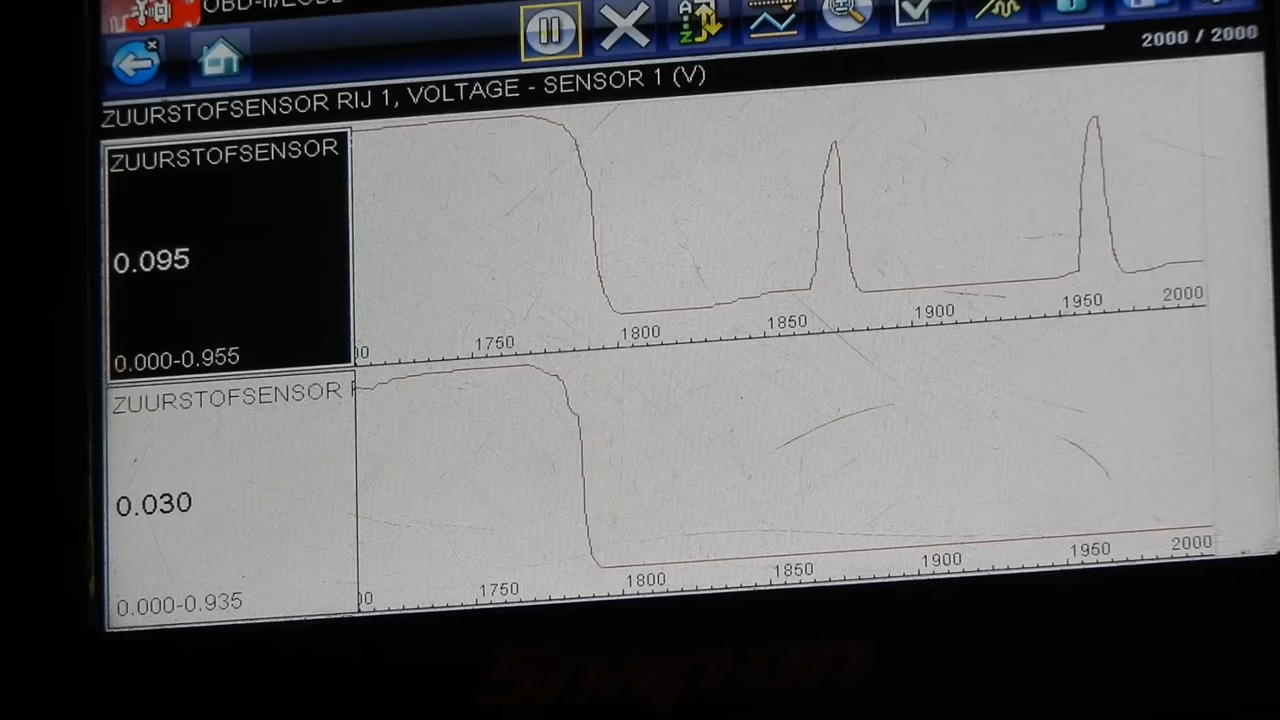 2000 / 2000
ZUURSTOFSENSOR RIJ 1, VOLTAGE - SENSOR 1 (V)
ZUURSTOFSENSOR
0.095
0.000-0.955
1750 1800 1850 1900 1950 2000
ZUURSTOFSENSOR
0.030
0.000-0.935
1750 1800 1850 1900 1950 2000